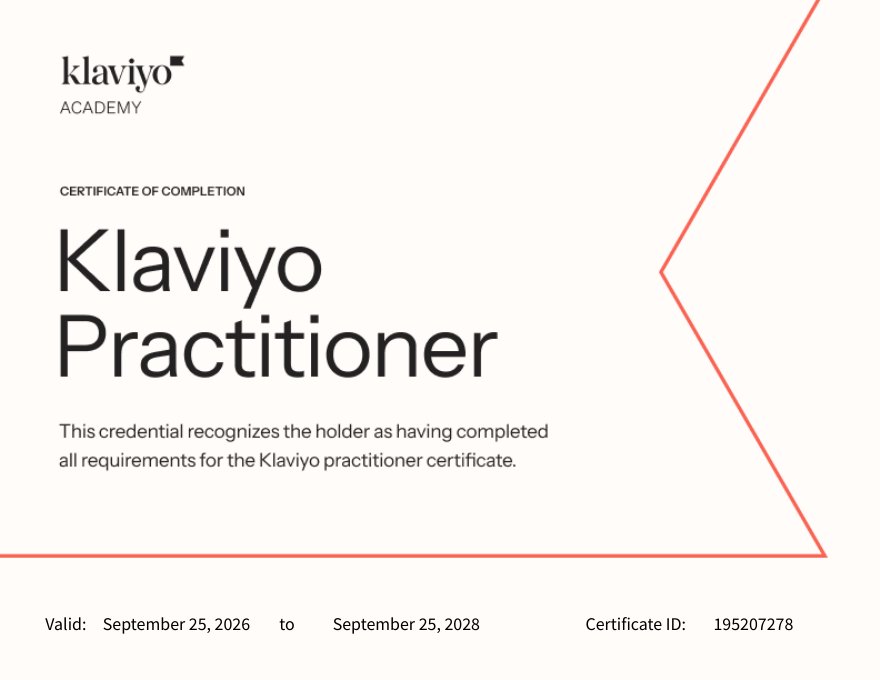 klaviyo
ACADEMY
CERTIFICATE OF COMPLETION
Klaviyo
Practitioner
This credential recognizes the holder as having completed
all requirements for the Klaviyo practitioner certificate.
Valid: September 25, 2026 to September 25, 2028 Certificate ID: 195207278